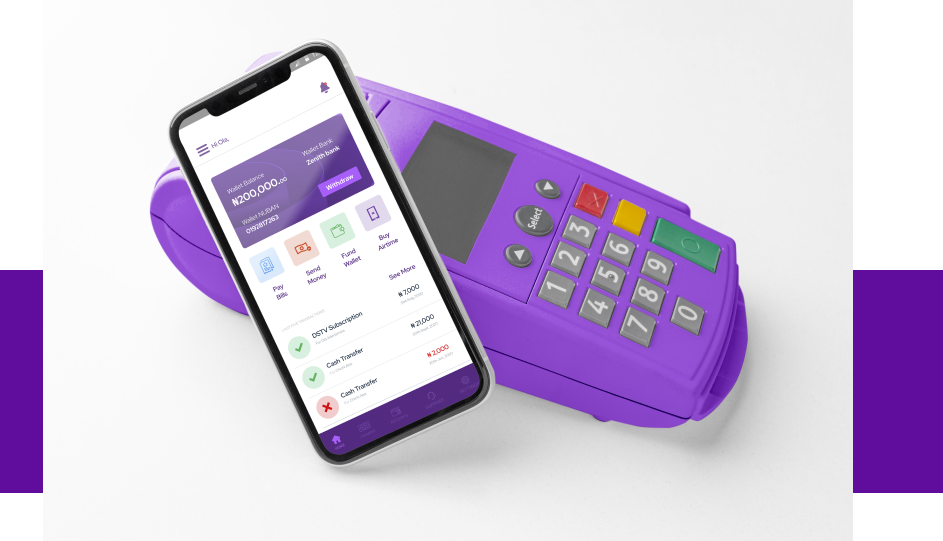 Hi Ola,
Wallet Balance
₦200,000.00
Wallet Bank
Zenith bank
Wallet NUBAN
0192817263
Withdraw
Pay
Bills
Send
Money
Fund
Wallet
Buy
Airtime
See More
DSTV Subscription
₦7,000
Cash Transfer
₦21,000
Cash Transfer
₦2,000
Select
3
6
9
2
5
8
0
1
4
7